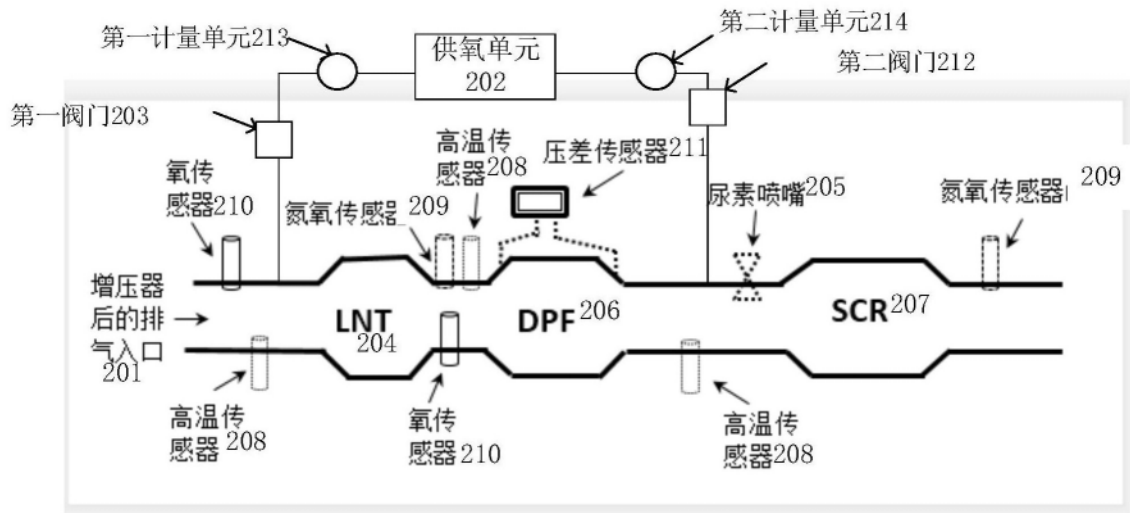 第一计量单元213
供氧单元
202
第二计量单元214
第二阀门212
第一阀门203
高温传
感器208
压差传感器211
氧传
感器210
氮氧传感器209
尿素喷嘴205
氮氧传感器209
增压器
后的排
气入口
201
LNT
204
DPF206
SCR207
高温传
感器208
氧传
感器210
高温传
感器208